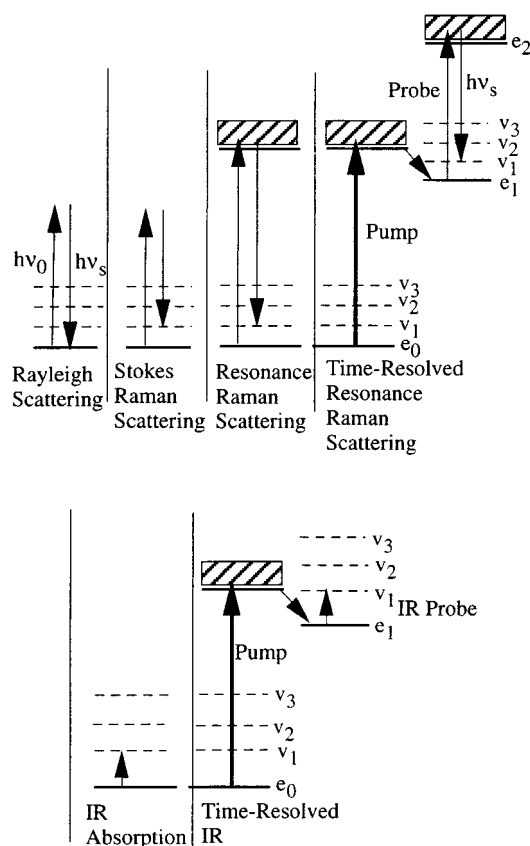 e2
Probe
hνs
v3
v2
v1
e1
Pump
hν0
hνs
v3
v2
v1
e0
Rayleigh
Scattering
Stokes
Raman
Scattering
Resonance
Raman
Scattering
Time-Resolved
Resonance
Raman
Scattering
v3
v2
v1
IR Probe
e1
Pump
v3
v2
v1
e0
IR
Absorption
Time-Resolved
IR